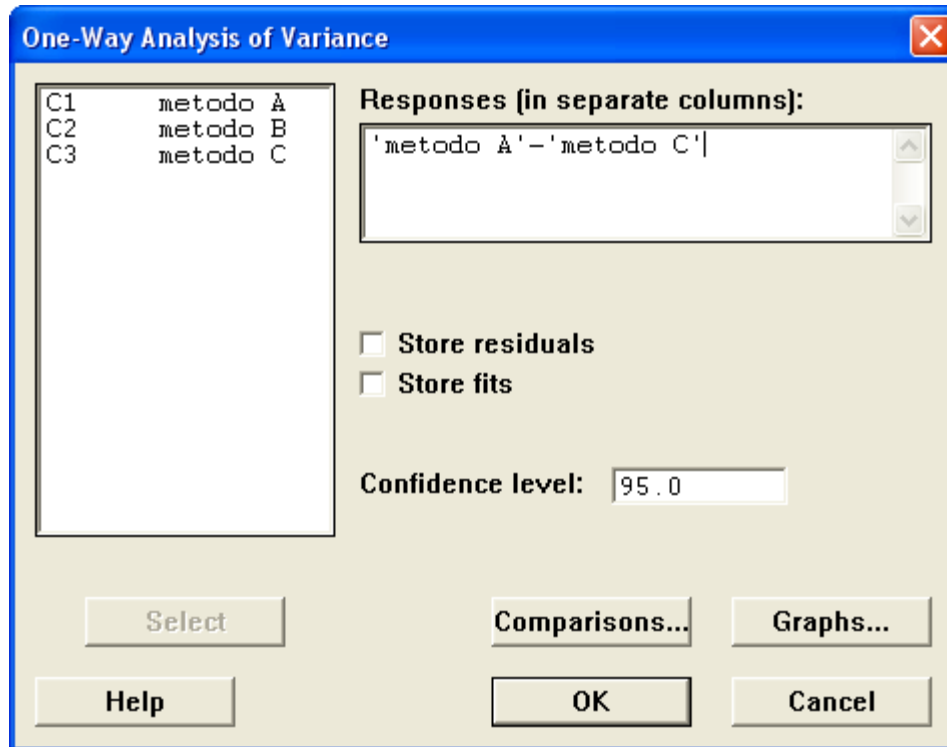 One-Way Analysis of Variance
C1 metodo A
C2 metodo B
C3 metodo C
Responses (in separate columns):
'metodo A'-'metodo C'
Store residuals
Store fits
Confidence level: 95.0
Select
Comparisons...
Graphs...
Help
OK
Cancel